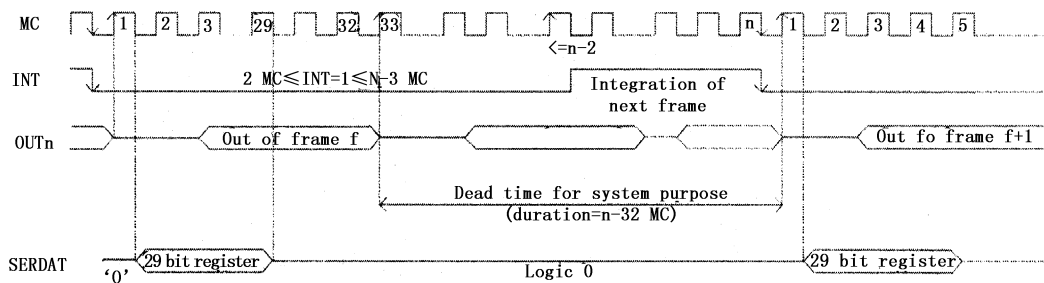 MC 1 2 3 29 32 33 n 1 2 3 4 5
<=n-2
INT 2 MC≤INT=1≤N-3 MC Integration of
next frame
OUTn Out of frame f Out fo frame f+1
Dead time for system purpose
(duration=n-32 MC)
SERDAT '0' 29 bit register Logic 0 29 bit register